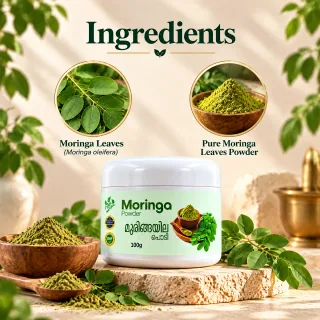 Ingredients
Moringa Leaves
(Moringa oleifera)
Pure Moringa
Leaves Powder
Moringa
Powder
മുരിങ്ങയില
പൊടി
100g